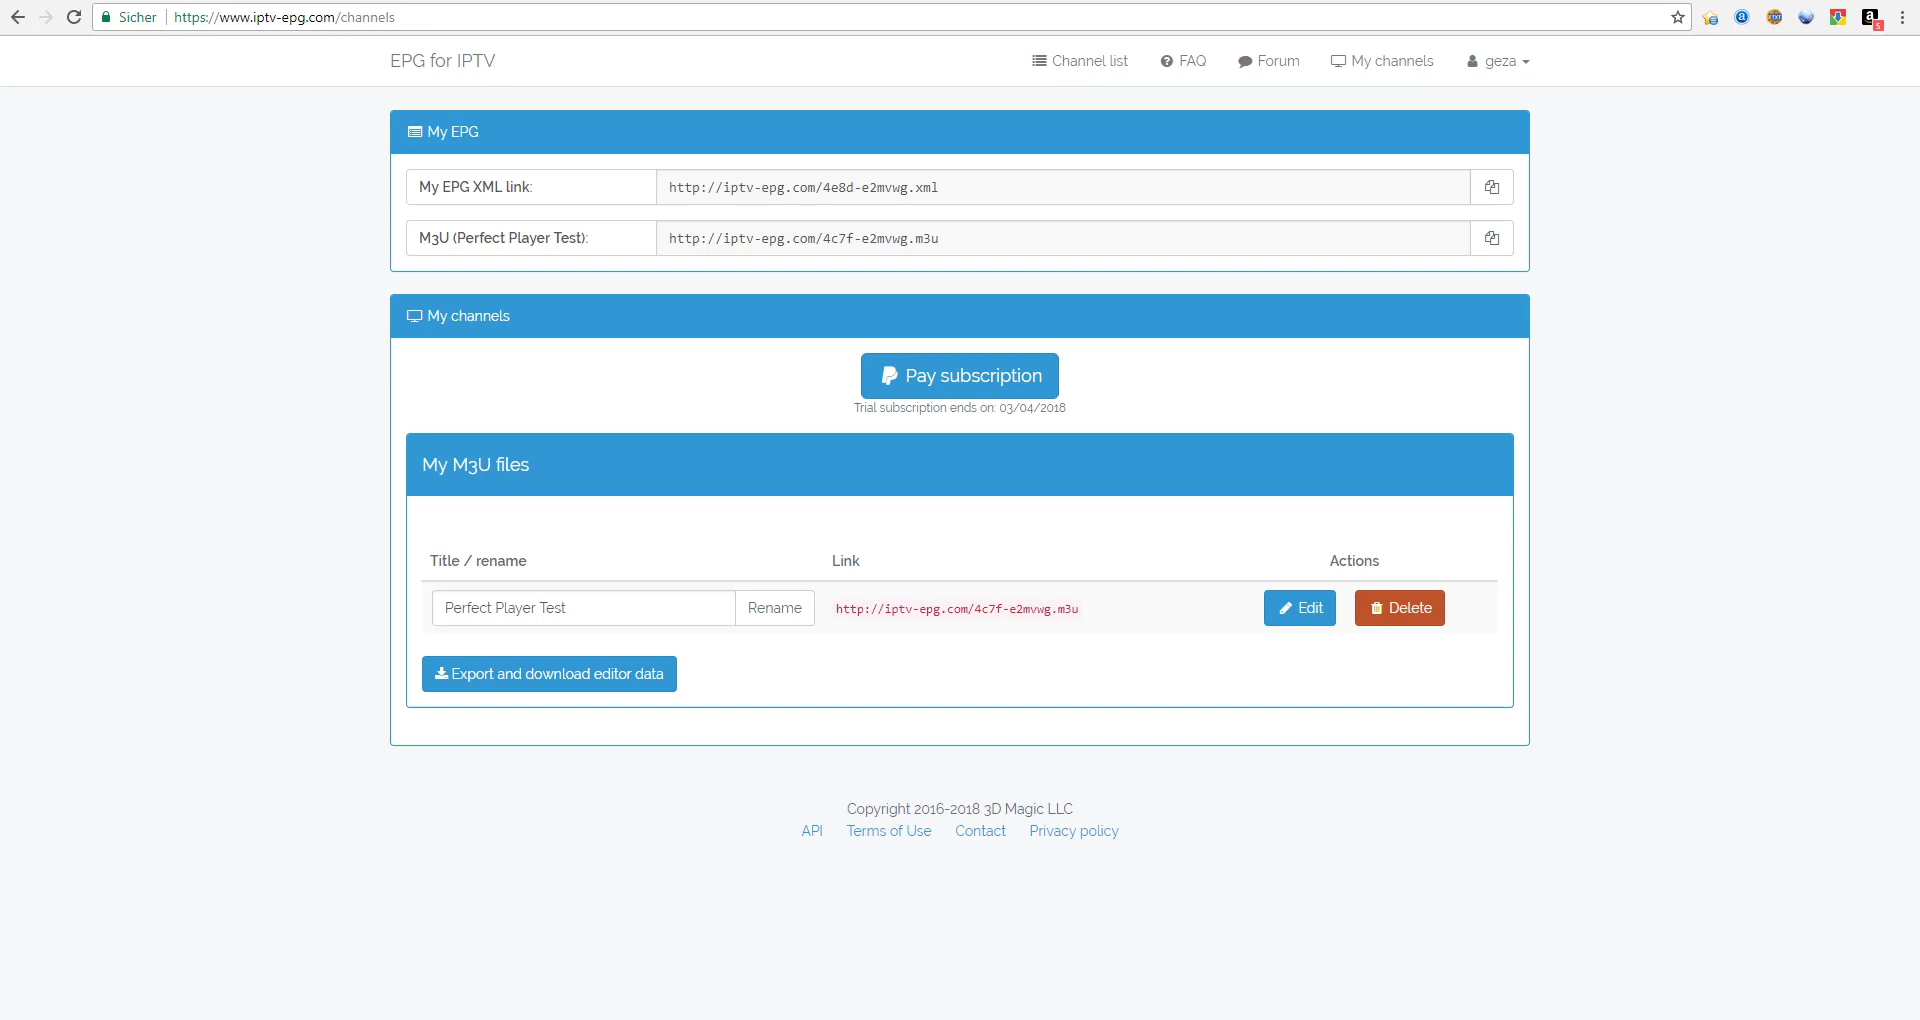 Sicher https://www.iptv-epg.com/channels
EPG for IPTV Channel list FAQ Forum My channels geza
My EPG
My EPG XML link: http://iptv-epg.com/4e8d-e2mvwg.xml
M3U (Perfect Player Test): http://iptv-epg.com/4c7f-e2mvwg.m3u
My channels
Pay subscription
Trial subscription ends on: 03/04/2018
My M3U files
Title / rename Link Actions
Perfect Player Test Rename http://iptv-epg.com/4c7f-e2mvwg.m3u Edit Delete
Export and download editor data
Copyright 2016-2018 3D Magic LLC
API Terms of Use Contact Privacy policy